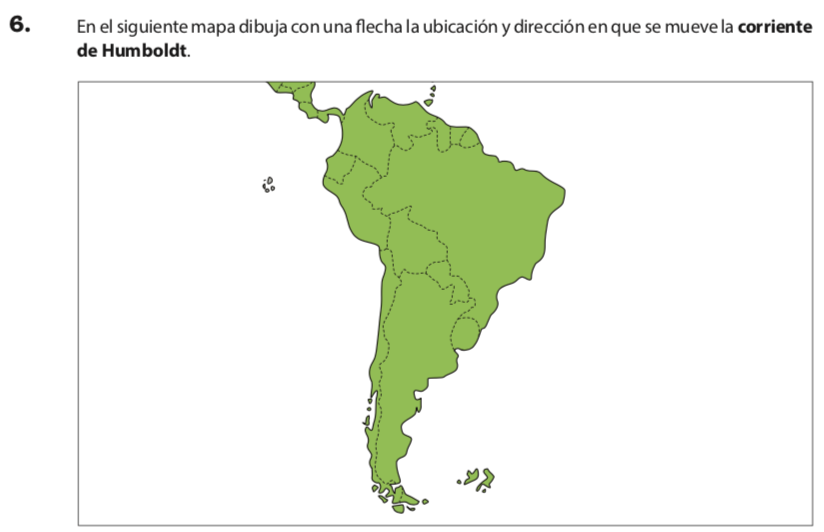 6. En el siguiente mapa dibuja con una flecha la ubicación y dirección en que se mueve la corriente
de Humboldt.